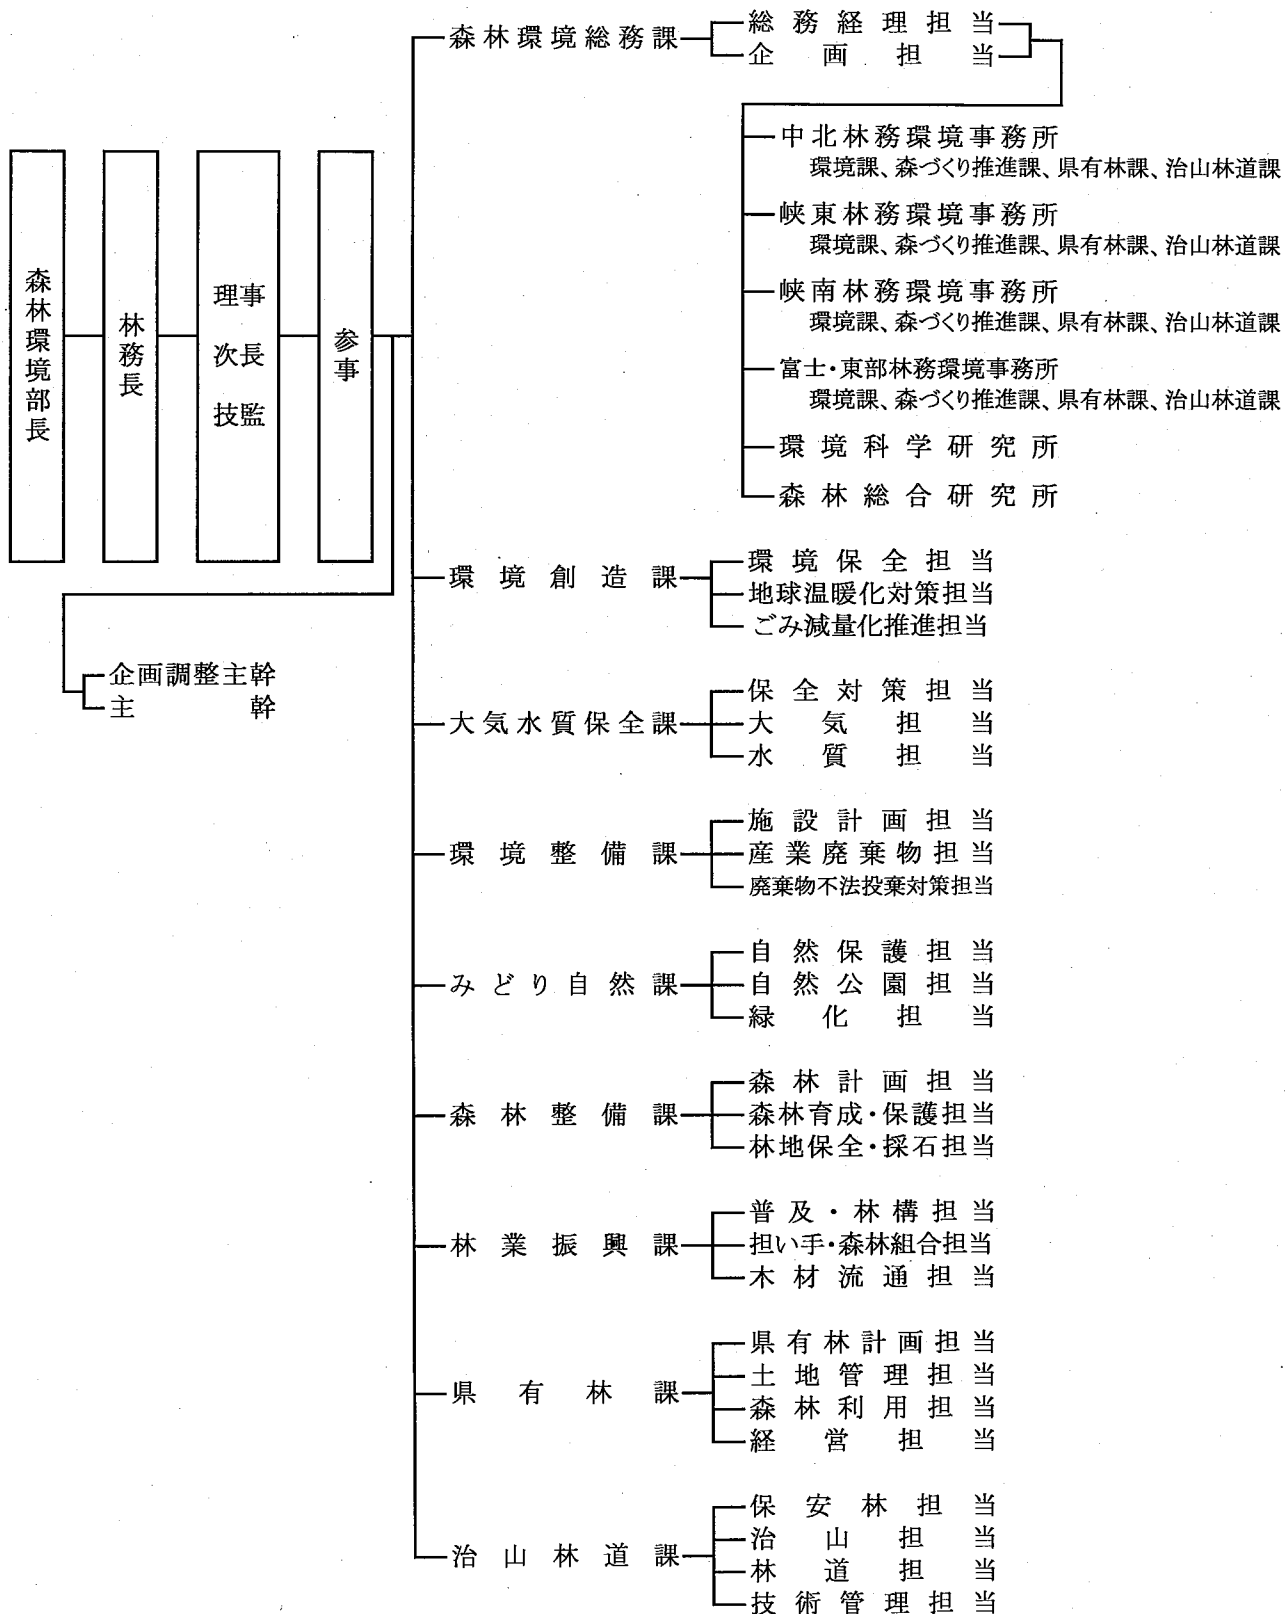 森林環境部長
林務長
理事
次長
技監
参事
企画調整主幹
主幹
森林環境総務課
総務経理担当
企画担当
中北林務環境事務所
環境課、森づくり推進課、県有林課、治山林道課
峡東林務環境事務所
環境課、森づくり推進課、県有林課、治山林道課
峡南林務環境事務所
環境課、森づくり推進課、県有林課、治山林道課
富士・東部林務環境事務所
環境課、森づくり推進課、県有林課、治山林道課
環境科学研究所
森林総合研究所
環境創造課
環境保全担当
地球温暖化対策担当
ごみ減量化推進担当
大気水質保全課
保全対策担当
大気担当
水質担当
環境整備課
施設計画担当
産業廃棄物担当
廃棄物不法投棄対策担当
みどり自然課
自然保護担当
自然公園担当
緑化担当
森林整備課
森林計画担当
森林育成・保護担当
林地保全・採石担当
林業振興課
普及・林構担当
担い手・森林組合担当
木材流通担当
県有林課
県有林計画担当
土地管理担当
森林利用担当
経営担当
治山林道課
保安林担当
治山担当
林道担当
技術管理担当